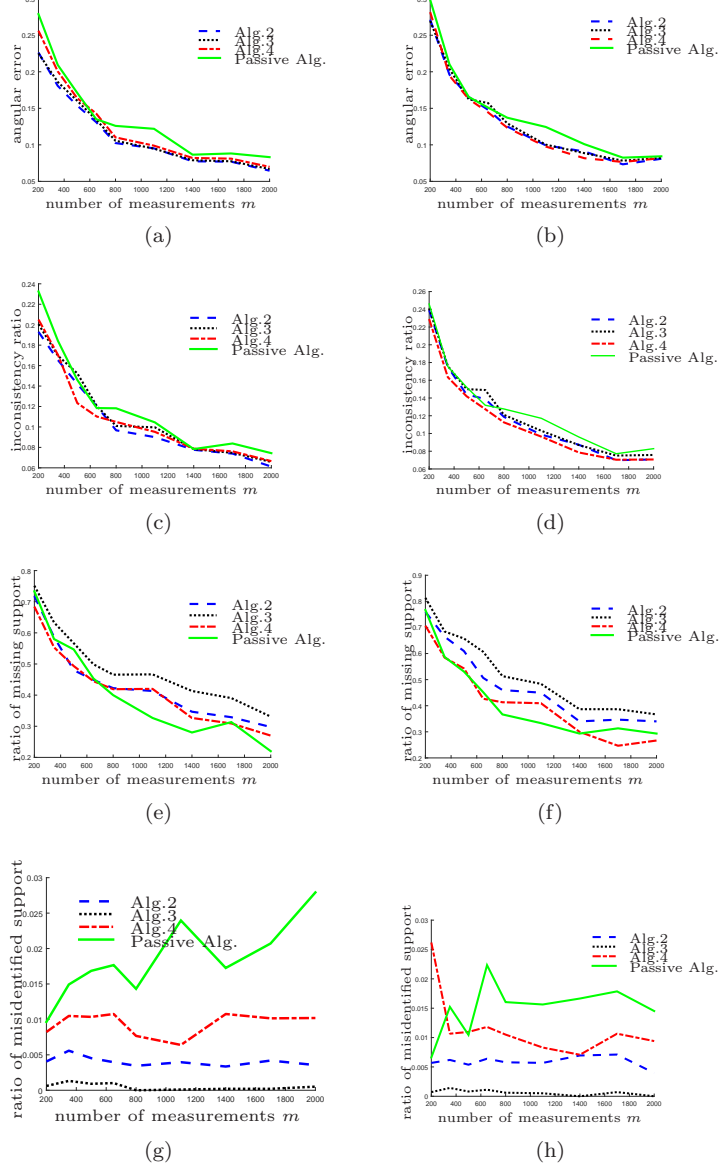 angular error
0.25
0.2
0.15
0.1
0.05
200 400 600 800 1000 1200 1400 1600 1800 2000
number of measurements m
Alg.2
Alg.3
Alg.4
Passive Alg.
(a)
angular error
0.25
0.2
0.15
0.1
0.05
200 400 600 800 1000 1200 1400 1600 1800 2000
number of measurements m
Alg.2
Alg.3
Alg.4
Passive Alg.
(b)
inconsistency ratio
0.24
0.22
0.2
0.18
0.16
0.14
0.12
0.1
0.08
0.06
200 400 600 800 1000 1200 1400 1600 1800 2000
number of measurements m
Alg.2
Alg.3
Alg.4
Passive Alg.
(c)
inconsistency ratio
0.26
0.24
0.22
0.2
0.18
0.16
0.14
0.12
0.1
0.08
0.06
200 400 600 800 1000 1200 1400 1600 1800 2000
number of measurements m
Alg.2
Alg.3
Alg.4
Passive Alg.
(d)
ratio of missing support
0.8
0.7
0.6
0.5
0.4
0.3
0.2
200 400 600 800 1000 1200 1400 1600 1800 2000
number of measurements m
Alg.2
Alg.3
Alg.4
Passive Alg.
(e)
ratio of missing support
0.9
0.8
0.7
0.6
0.5
0.4
0.3
0.2
200 400 600 800 1000 1200 1400 1600 1800 2000
number of measurements m
Alg.2
Alg.3
Alg.4
Passive Alg.
(f)
ratio of misidentified support
0.03
0.025
0.02
0.015
0.01
0.005
0
200 400 600 800 1000 1200 1400 1600 1800 2000
number of measurements m
Alg.2
Alg.3
Alg.4
Passive Alg.
(g)
ratio of misidentified support
0.03
0.025
0.02
0.015
0.01
0.005
0
200 400 600 800 1000 1200 1400 1600 1800 2000
number of measurements m
Alg.2
Alg.3
Alg.4
Passive Alg.
(h)